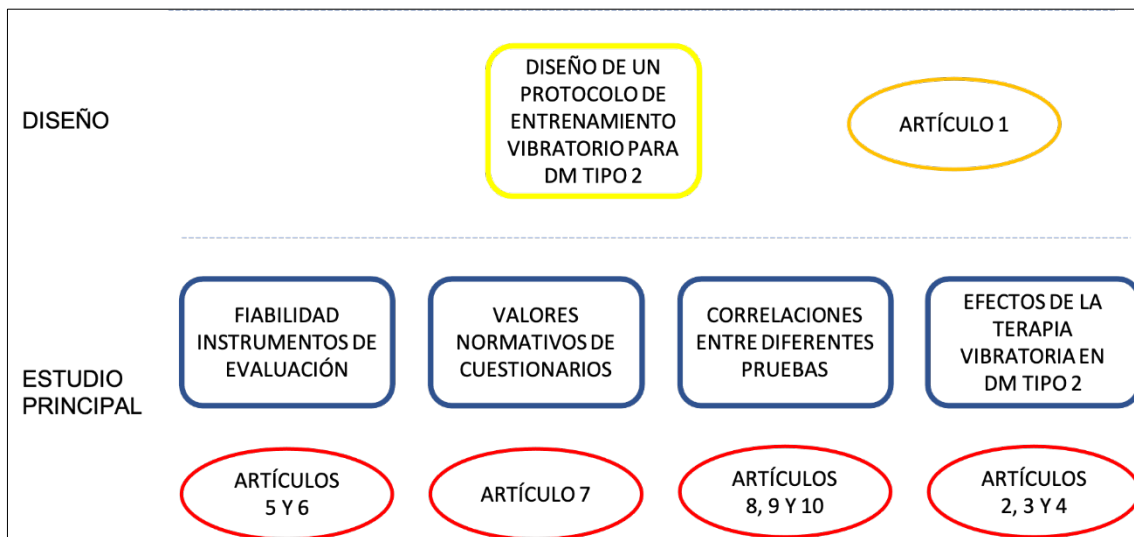 DISEÑO
DISEÑO DE UN
PROTOCOLO DE
ENTRENAMIENTO
VIBRATORIO PARA
DM TIPO 2
ARTÍCULO 1
ESTUDIO
PRINCIPAL
FIABILIDAD
INSTRUMENTOS DE
EVALUACIÓN
VALORES
NORMATIVOS DE
CUESTIONARIOS
CORRELACIONES
ENTRE DIFERENTES
PRUEBAS
EFECTOS DE LA
TERAPIA
VIBRATORIA EN
DM TIPO 2
ARTÍCULOS
5 Y 6
ARTÍCULO 7
ARTÍCULOS
8, 9 Y 10
ARTÍCULOS
2, 3 Y 4